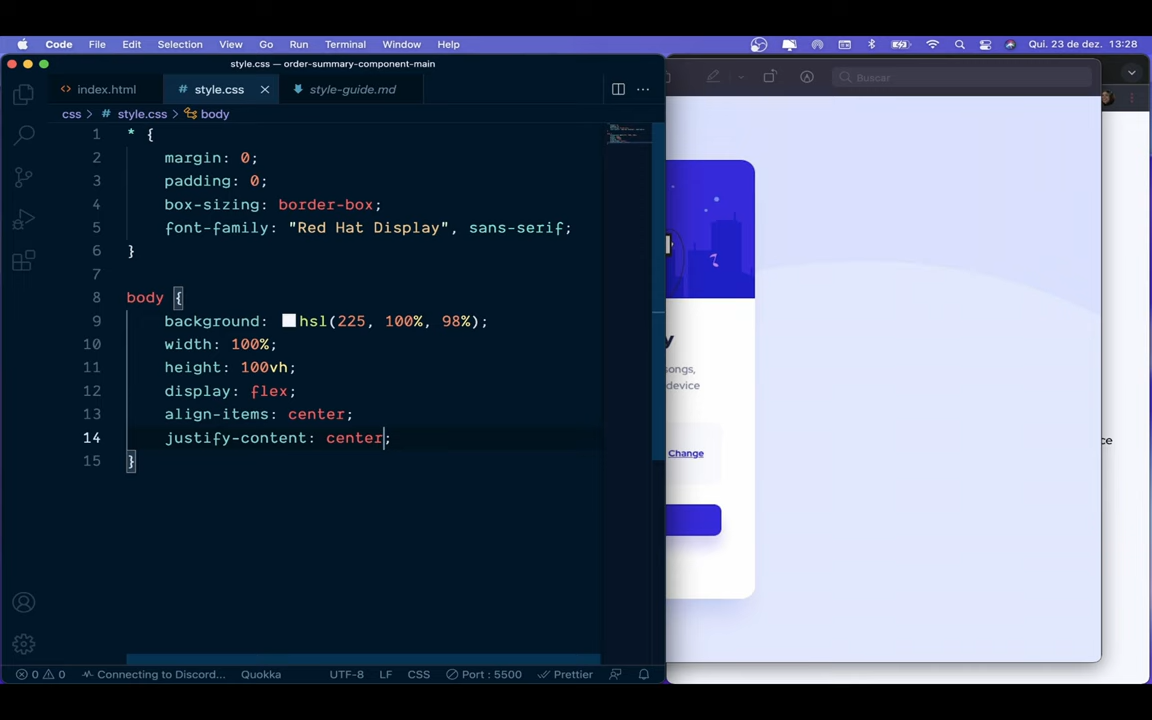 Code File Edit Selection View Go Run Terminal Window Help Qui. 23 de dez. 13:28
style.css — order-summary-component-main
<> index.html # style.css × style-guide.md ...
Buscar
css > # style.css > body
1 * {
2 margin: 0;
3 padding: 0;
4 box-sizing: border-box;
5 font-family: "Red Hat Display", sans-serif;
6 }
7
8 body {
9 background: hsl(225, 100%, 98%);
10 width: 100%;
11 height: 100vh;
12 display: flex;
13 align-items: center;
14 justify-content: center;
15 }
y
songs,
device
Change
ce
0 0 Connecting to Discord... Quokka UTF-8 LF CSS Port : 5500 Prettier